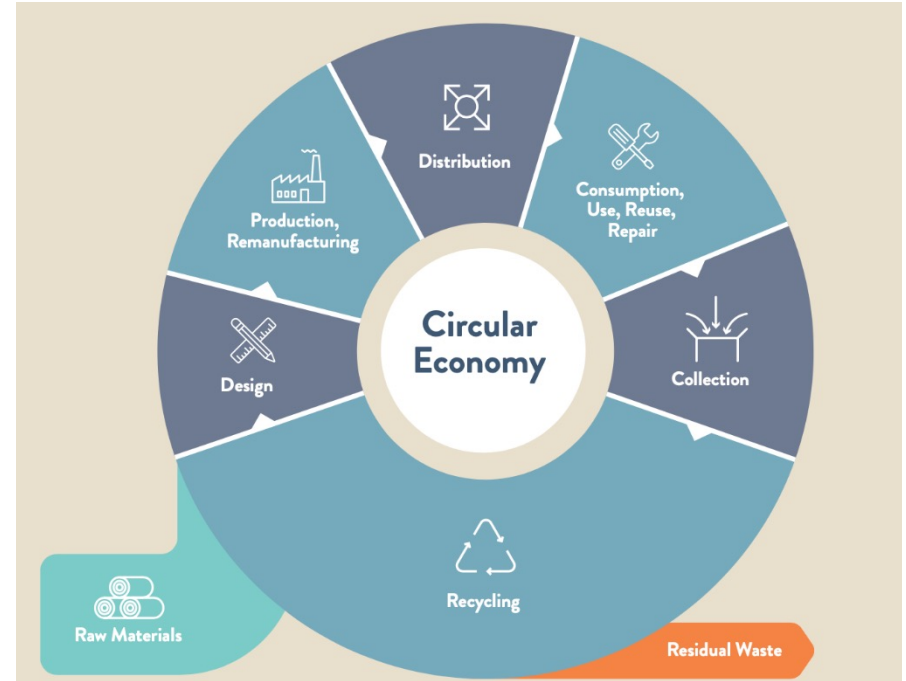 Distribution
Consumption,
Use, Reuse,
Repair
Production,
Remanufacturing
Circular
Economy
Design
Collection
Recycling
Raw Materials
Residual Waste